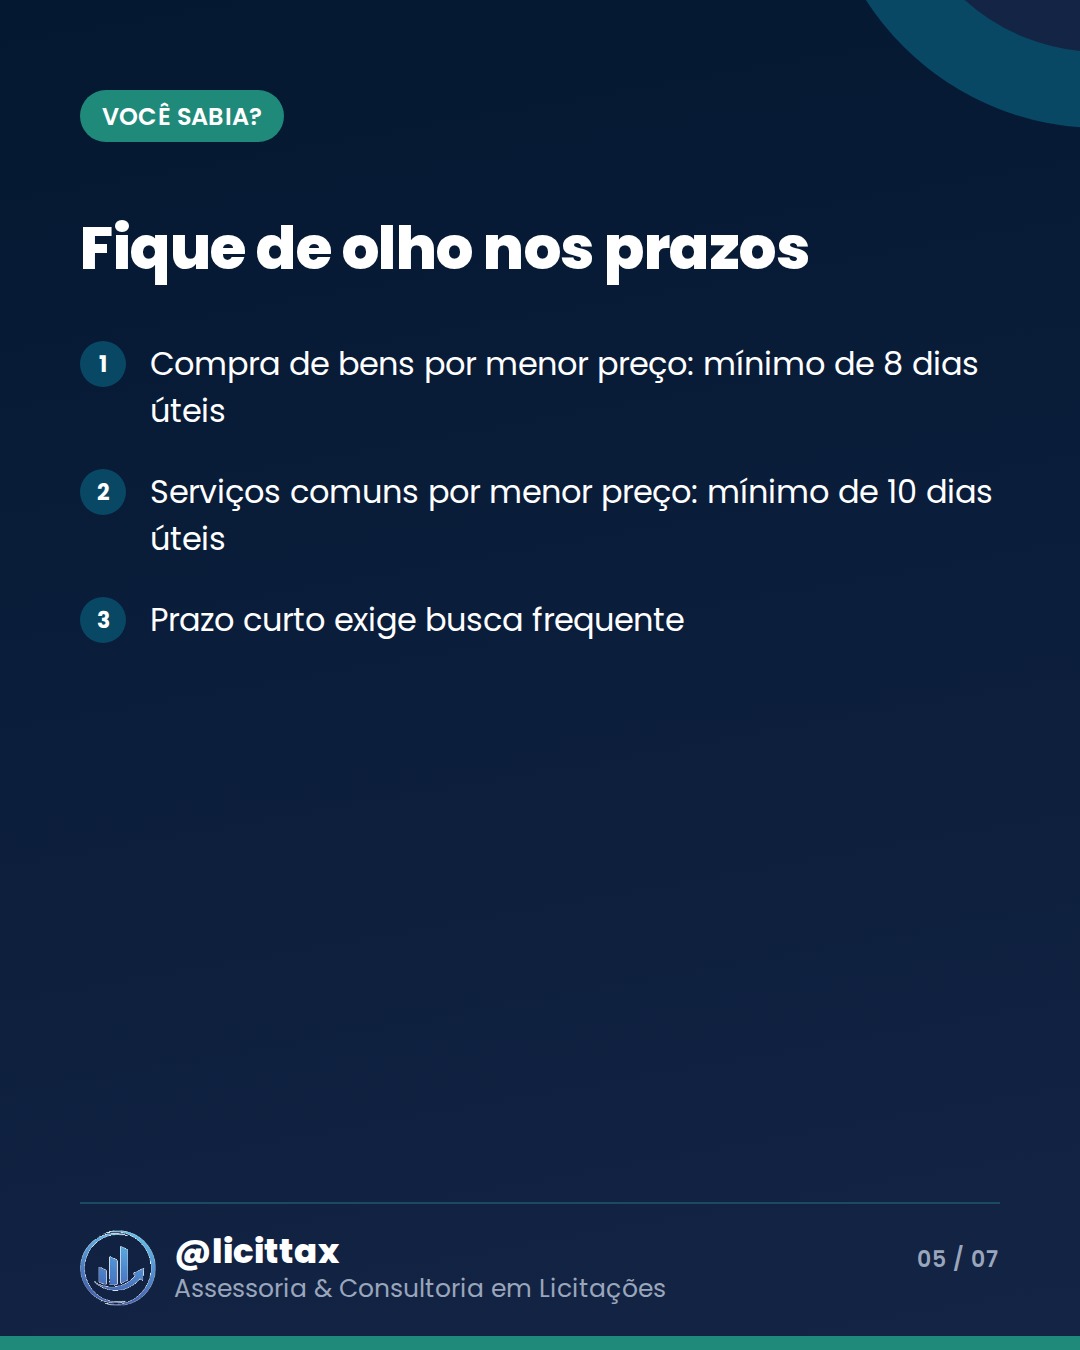 VOCÊ SABIA?
Fique de olho nos prazos
1 Compra de bens por menor preço: mínimo de 8 dias
úteis
2 Serviços comuns por menor preço: mínimo de 10 dias
úteis
3 Prazo curto exige busca frequente
@licittax
Assessoria & Consultoria em Licitações
05 / 07